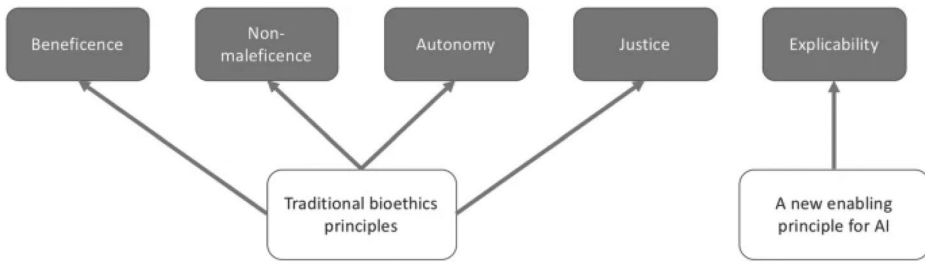 Beneficence
Non-
maleficence
Autonomy
Justice
Explicability
Traditional bioethics
principles
A new enabling
principle for AI